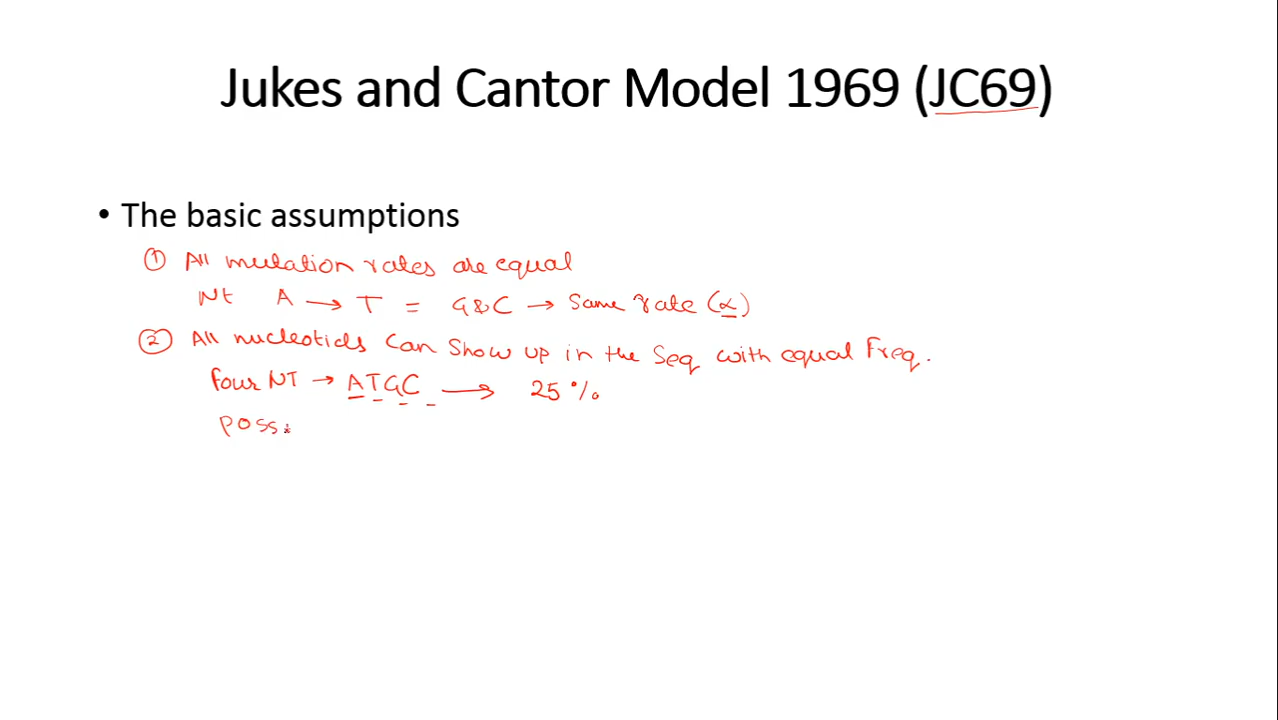 Jukes and Cantor Model 1969 (JC69)
• The basic assumptions
① All mutation rates are equal
Nt A → T = G&C → Same rate (α)
② All nucleotids Can Show up in the Seq with equal Freq.
four NT → ATGC → 25%
poss